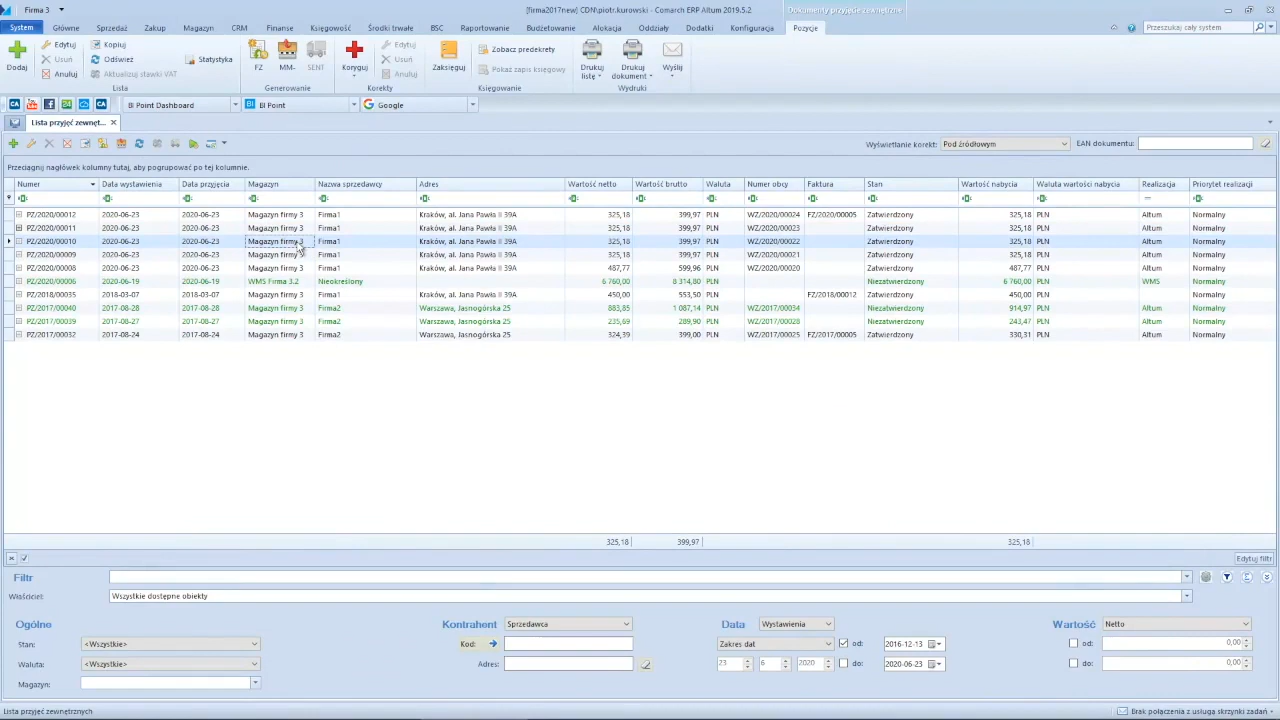 Firma 3 [firma2017new] CDN\piotr.kurowski - Comarch ERP Altum 2019.5.2 Dokumenty przyjęcie zewnętrzne
System Główne Sprzedaż Zakup Magazyn CRM Finanse Księgowość Środki trwałe BSC Raportowanie Budżetowanie Alokacja Oddziały Dodatki Konfiguracja Pozycje Przeszukaj cały system
Edytuj Kopiuj Edytuj Zobacz predekrety
Usuń Odśwież Statystyka Usuń
Dodaj FZ MM- SENT Koryguj Zaksięguj Drukuj listę Drukuj dokument Wyślij
Anuluj Aktualizuj stawki VAT Anuluj Pokaż zapis księgowy
Lista Generowanie Korekty Księgowanie Wydruki
CA 24 CA BI Point Dashboard BI BI Point Google
Lista przyjęć zewnęt...
Wyświetlanie korekt: Pod źródłowym EAN dokumentu:
Przeciągnij nagłówek kolumny tutaj, aby pogrupować po tej kolumnie.
Numer Data wystawienia Data przyjęcia Magazyn Nazwa sprzedawcy Adres Wartość netto Wartość brutto Waluta Numer obcy Faktura Stan Wartość nabycia Waluta wartości nabycia Realizacja Priorytet realizacji
PZ/2020/00012 2020-06-23 2020-06-23 Magazyn firmy 3 Firma1 Kraków, al. Jana Pawła II 39A 325,18 399,97 PLN WZ/2020/00024 FZ/2020/00005 Zatwierdzony 325,18 PLN Altum Normalny
PZ/2020/00011 2020-06-23 2020-06-23 Magazyn firmy 3 Firma1 Kraków, al. Jana Pawła II 39A 325,18 399,97 PLN WZ/2020/00023 Zatwierdzony 325,18 PLN Altum Normalny
PZ/2020/00010 2020-06-23 2020-06-23 Magazyn firmy 3 Firma1 Kraków, al. Jana Pawła II 39A 325,18 399,97 PLN WZ/2020/00022 Zatwierdzony 325,18 PLN Altum Normalny
PZ/2020/00009 2020-06-23 2020-06-23 Magazyn firmy 3 Firma1 Kraków, al. Jana Pawła II 39A 325,18 399,97 PLN WZ/2020/00021 Zatwierdzony 325,18 PLN Altum Normalny
PZ/2020/00008 2020-06-23 2020-06-23 Magazyn firmy 3 Firma1 Kraków, al. Jana Pawła II 39A 487,77 599,96 PLN WZ/2020/00020 Zatwierdzony 487,77 PLN Altum Normalny
PZ/2020/00006 2020-06-19 2020-06-19 WMS Firma 3.2 Nieokreślony 6 760,00 8 314,80 PLN Niezatwierdzony 6 760,00 PLN WMS Normalny
PZ/2018/00035 2018-03-07 2018-03-07 Magazyn firmy 3 Firma1 Kraków, al. Jana Pawła II 39A 450,00 553,50 PLN FZ/2018/00012 Zatwierdzony 450,00 PLN Altum Normalny
PZ/2017/00040 2017-08-28 2017-08-28 Magazyn firmy 3 Firma2 Warszawa, Jasnogórska 25 883,85 1 087,14 PLN WZ/2017/00034 Niezatwierdzony 914,97 PLN Altum Normalny
PZ/2017/00039 2017-08-27 2017-08-27 Magazyn firmy 3 Firma2 Warszawa, Jasnogórska 25 235,69 289,90 PLN WZ/2017/00028 Niezatwierdzony 243,47 PLN Altum Normalny
PZ/2017/00032 2017-08-24 2017-08-24 Magazyn firmy 3 Firma2 Warszawa, Jasnogórska 25 324,39 399,00 PLN WZ/2017/00025 FZ/2017/00005 Zatwierdzony 330,31 PLN Altum Normalny
325,18 399,97 325,18
Edytuj filtr
Filtr
Właściciel: Wszystkie dostępne obiekty
Ogólne Kontrahent Sprzedawca Data Wystawienia Wartość Netto
Stan: <Wszystkie> Kod: Zakres dat od: 2016-12-13 od: 0,00
Waluta: <Wszystkie> Adres: 23 6 2020 do: 2020-06-23 do: 0,00
Magazyn:
Lista przyjęć zewnętrznych Brak połączenia z usługą skrzynki zadań